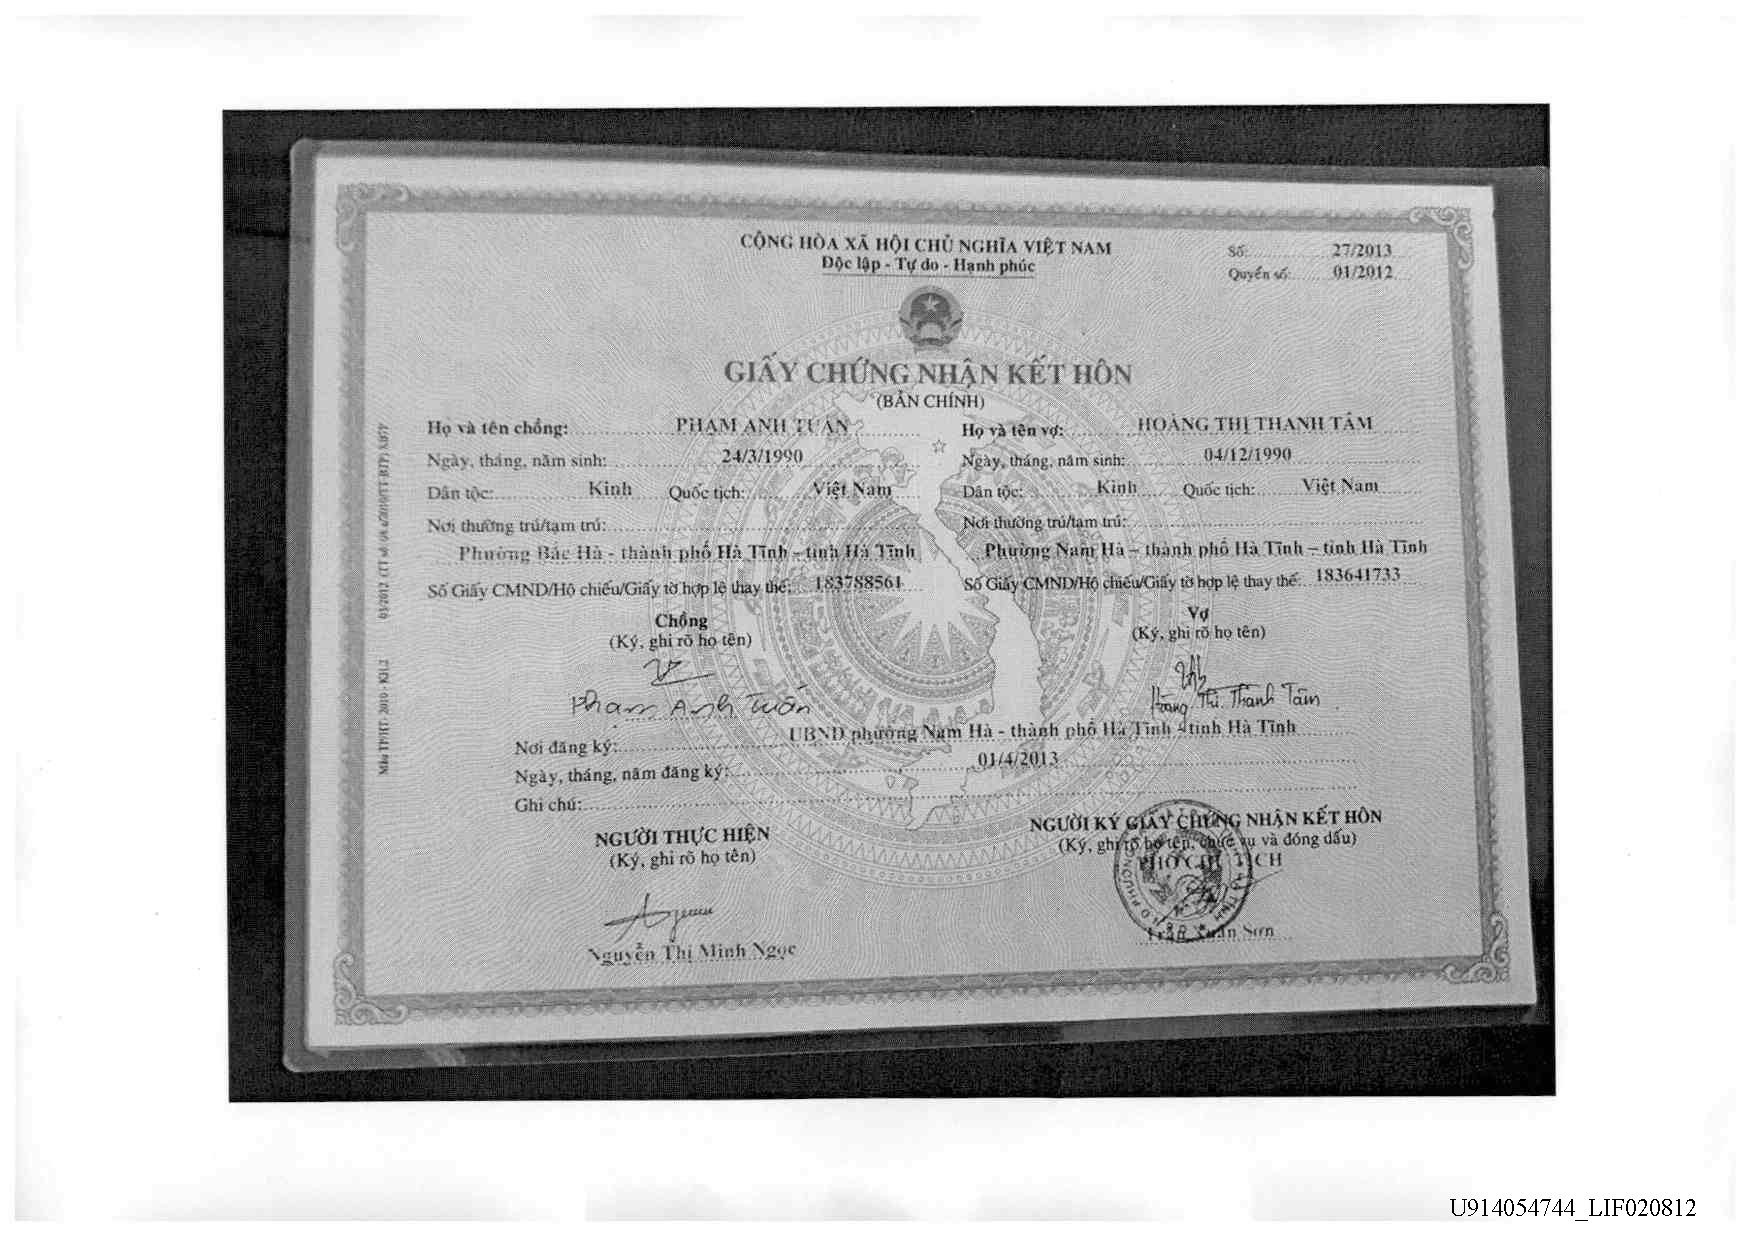 CỘNG HÒA XÃ HỘI CHỦ NGHĨA VIỆT NAM
Độc lập - Tự do - Hạnh phúc
Số: 27/2013
Quyển số: 01/2012
GIẤY CHỨNG NHẬN KẾT HÔN
(BẢN CHÍNH)
Họ và tên chồng: PHẠM ANH TUẤN
Ngày, tháng, năm sinh: 24/3/1990
Dân tộc: Kinh Quốc tịch: Việt Nam
Nơi thường trú/tạm trú:
Phường Bắc Hà - thành phố Hà Tĩnh – tỉnh Hà Tĩnh
Số Giấy CMND/Hộ chiếu/Giấy tờ hợp lệ thay thế: 183788561
Chồng
(Ký, ghi rõ họ tên)
Phạm Anh Tuấn
Họ và tên vợ: HOÀNG THỊ THANH TÂM
Ngày, tháng, năm sinh: 04/12/1990
Dân tộc: Kinh Quốc tịch: Việt Nam
Nơi thường trú/tạm trú:
Phường Nam Hà – thành phố Hà Tĩnh – tỉnh Hà Tĩnh
Số Giấy CMND/Hộ chiếu/Giấy tờ hợp lệ thay thế: 183641733
Vợ
(Ký, ghi rõ họ tên)
Hoàng Thị Thanh Tâm
Nơi đăng ký: UBND phường Nam Hà - thành phố Hà Tĩnh - tỉnh Hà Tĩnh
Ngày, tháng, năm đăng ký: 01/4/2013
Ghi chú:
NGƯỜI THỰC HIỆN
(Ký, ghi rõ họ tên)
Nguyễn Thị Minh Ngọc
NGƯỜI KÝ GIẤY CHỨNG NHẬN KẾT HÔN
(Ký, ghi rõ họ tên, chức vụ và đóng dấu)
PHÓ CHỦ TỊCH
Trần Xuân Sơn
U914054744_LIF020812